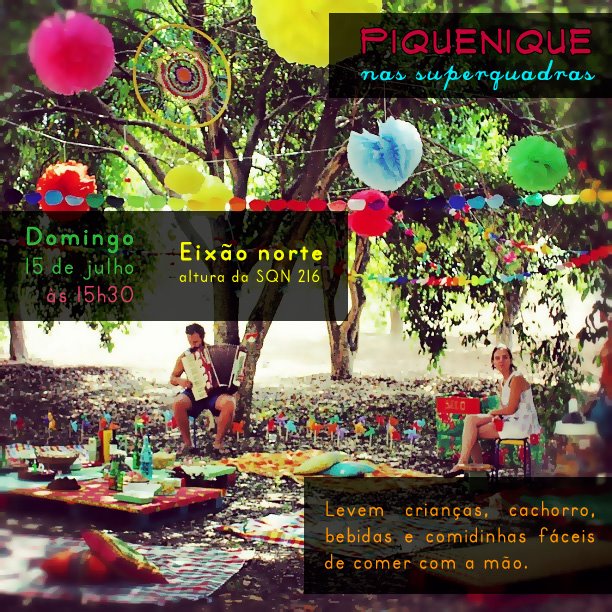 PIQUENIQUE
nas superquadras
Domingo
15 de julho
às 15h30
Eixão norte
altura da SQN 216
Levem crianças, cachorro,
bebidas e comidinhas fáceis
de comer com a mão.